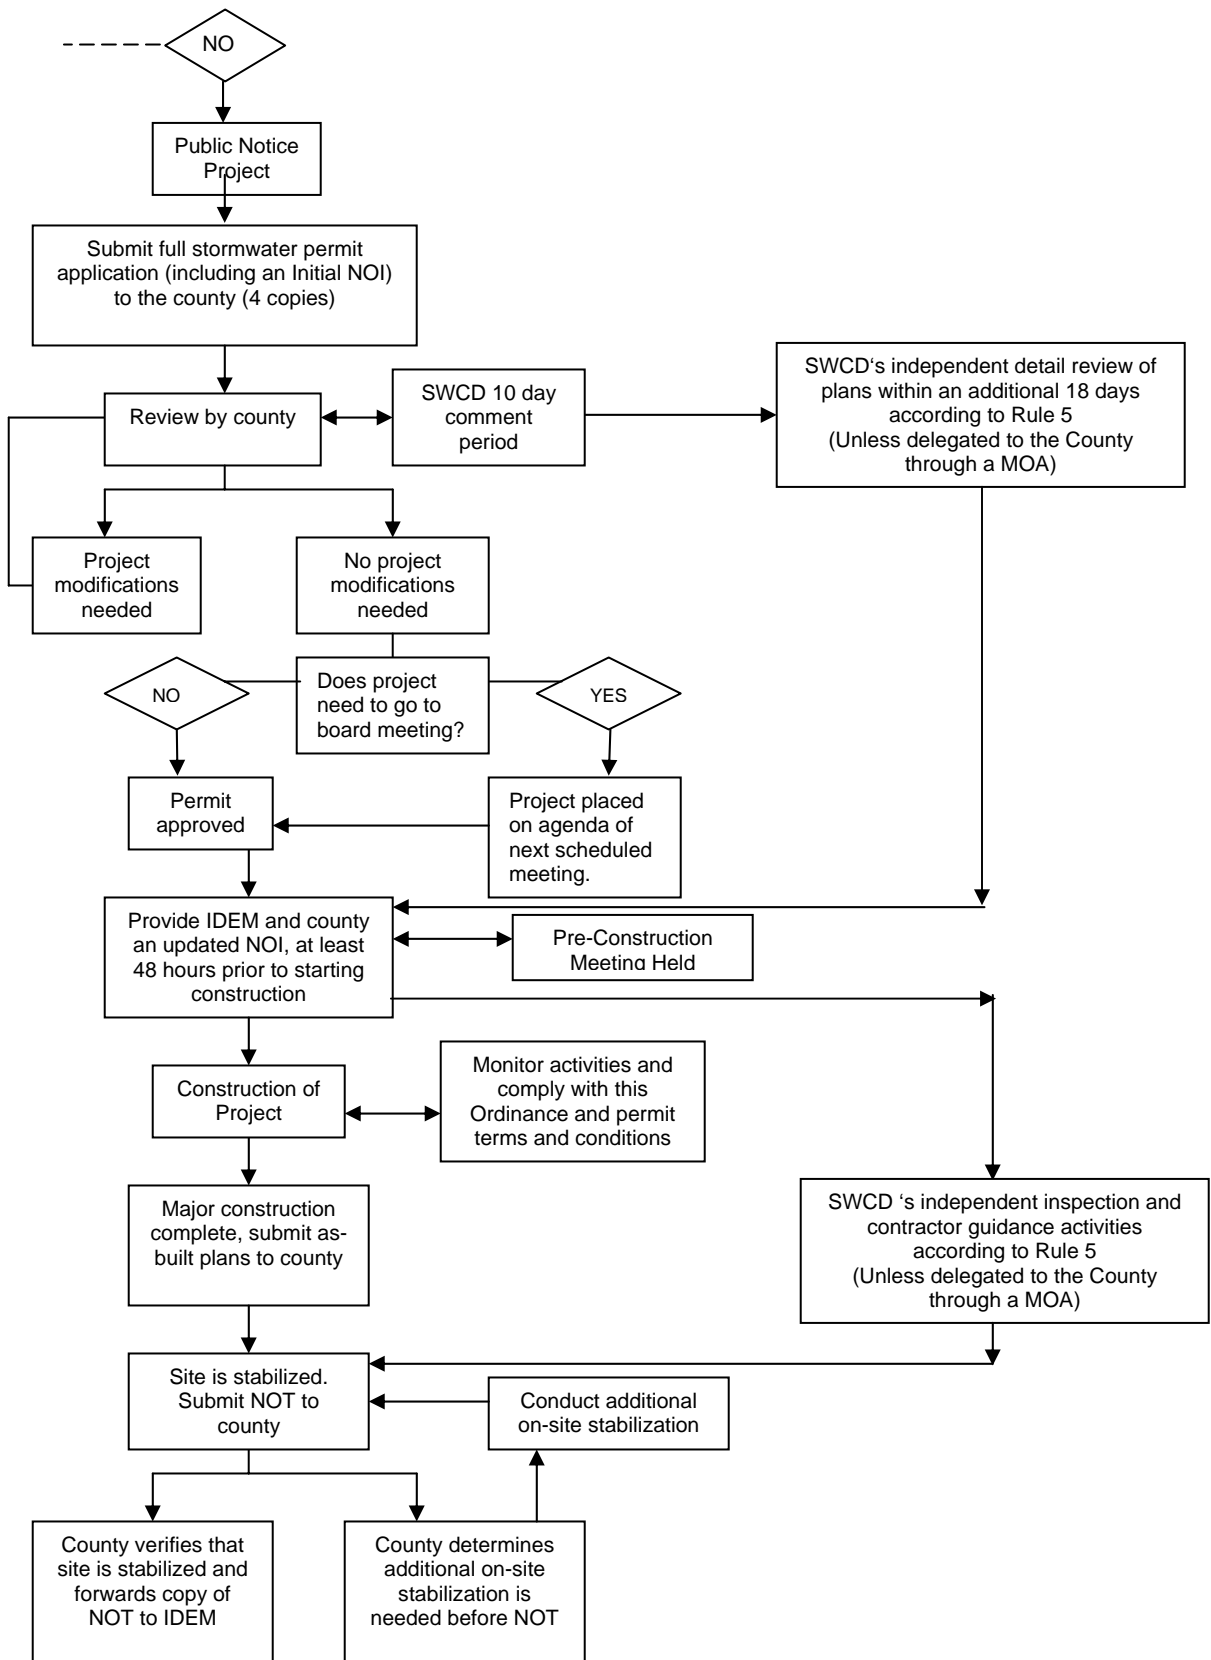 NO
Public Notice
Project
Submit full stormwater permit
application (including an Initial NOI)
to the county (4 copies)
SWCD‘s independent detail review of
plans within an additional 18 days
according to Rule 5
(Unless delegated to the County
through a MOA)
Review by county
SWCD 10 day
comment
period
Project
modifications
needed
No project
modifications
needed
NO
Does project
need to go to
board meeting?
YES
Permit
approved
Project placed
on agenda of
next scheduled
meeting.
Provide IDEM and county
an updated NOI, at least
48 hours prior to starting
construction
Pre-Construction
Meeting Held
Construction of
Project
Monitor activities and
comply with this
Ordinance and permit
terms and conditions
Major construction
complete, submit as-
built plans to county
SWCD ‘s independent inspection and
contractor guidance activities
according to Rule 5
(Unless delegated to the County
through a MOA)
Site is stabilized.
Submit NOT to
county
Conduct additional
on-site stabilization
County verifies that
site is stabilized and
forwards copy of
NOT to IDEM
County determines
additional on-site
stabilization is
needed before NOT